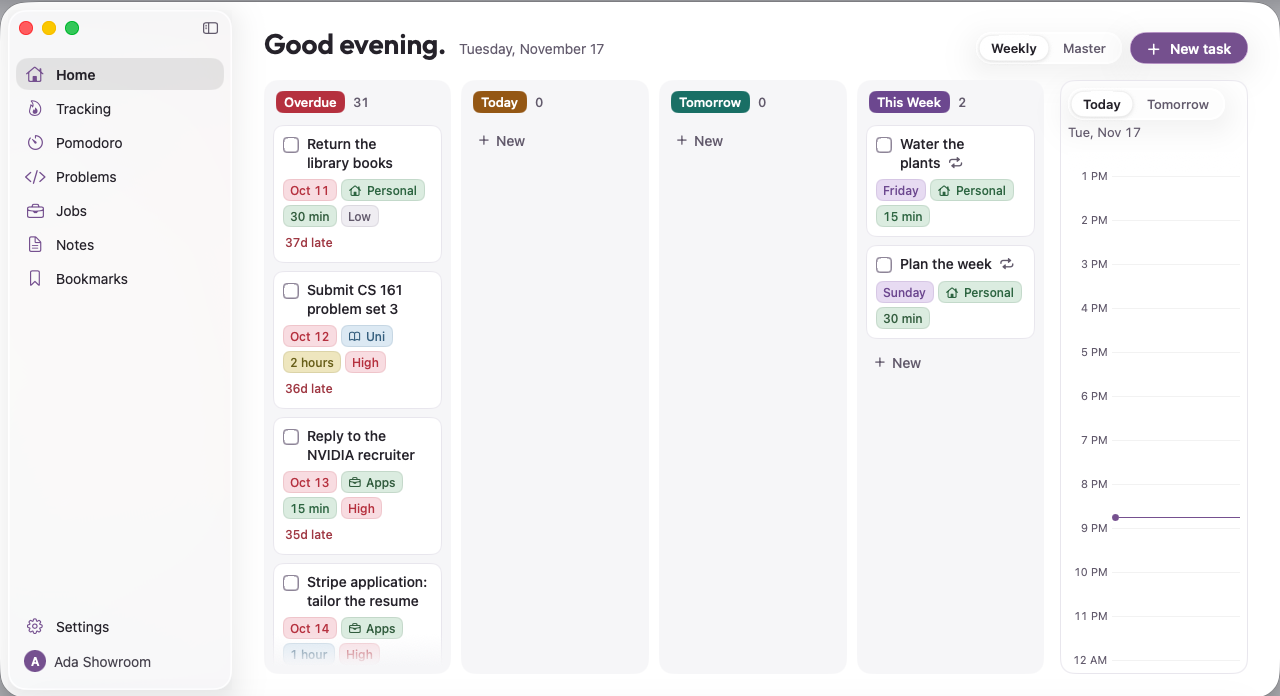 Home
Tracking
Pomodoro
Problems
Jobs
Notes
Bookmarks
Settings
A Ada Showroom
Good evening. Tuesday, November 17
Weekly Master + New task
Overdue 31
Return the
library books
Oct 11 Personal
30 min Low
37d late
Submit CS 161
problem set 3
Oct 12 Uni
2 hours High
36d late
Reply to the
NVIDIA recruiter
Oct 13 Apps
15 min High
35d late
Stripe application:
tailor the resume
Oct 14 Apps
1 hour High
Today 0
+ New
Tomorrow 0
+ New
This Week 2
Water the
plants
Friday Personal
15 min
Plan the week
Sunday Personal
30 min
+ New
Today Tomorrow
Tue, Nov 17
1 PM
2 PM
3 PM
4 PM
5 PM
6 PM
7 PM
8 PM
9 PM
10 PM
11 PM
12 AM